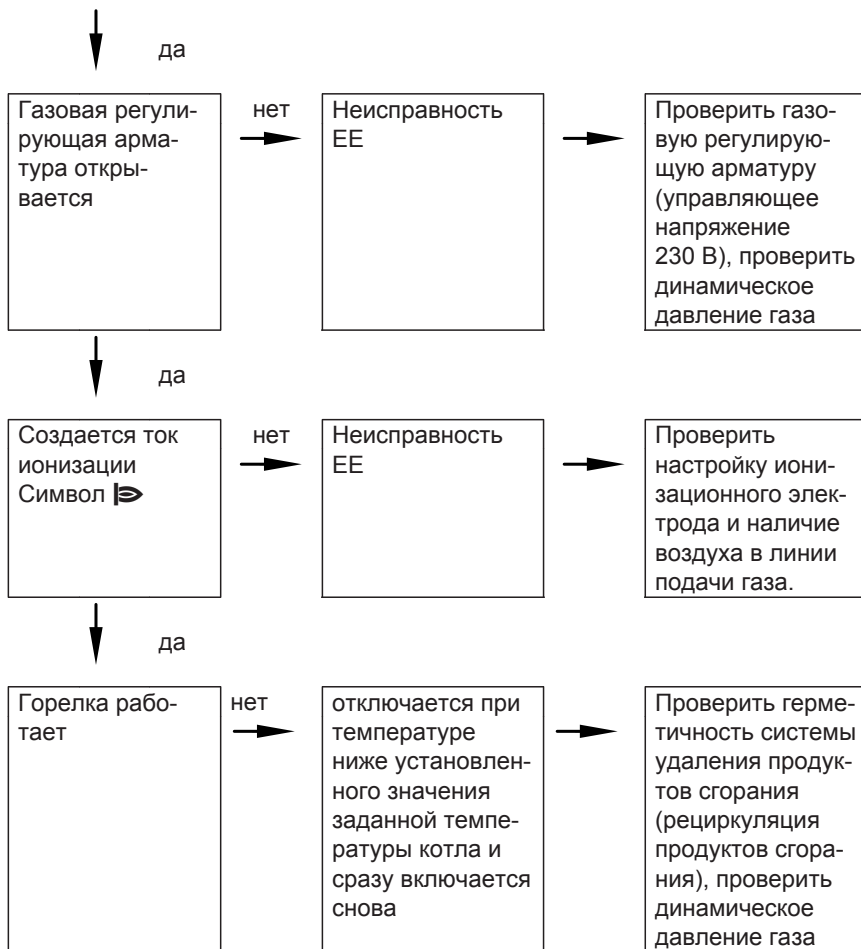 да
Газовая регули-
рующая арма-
тура откры-
вается
нет
Неисправность
EE
Проверить газо-
вую регулирую-
щую арматуру
(управляющее
напряжение
230 В), проверить
динамическое
давление газа
да
Создается ток
ионизации
Символ
нет
Неисправность
EE
Проверить
настройку иони-
зационного элек-
трода и наличие
воздуха в линии
подачи газа.
да
Горелка рабо-
тает
нет
отключается при
температуре
ниже установлен-
ного значения
заданной темпе-
ратуры котла и
сразу включается
снова
Проверить герме-
тичность системы
удаления продук-
тов сгорания
(рециркуляция
продуктов сгора-
ния), проверить
динамическое
давление газа